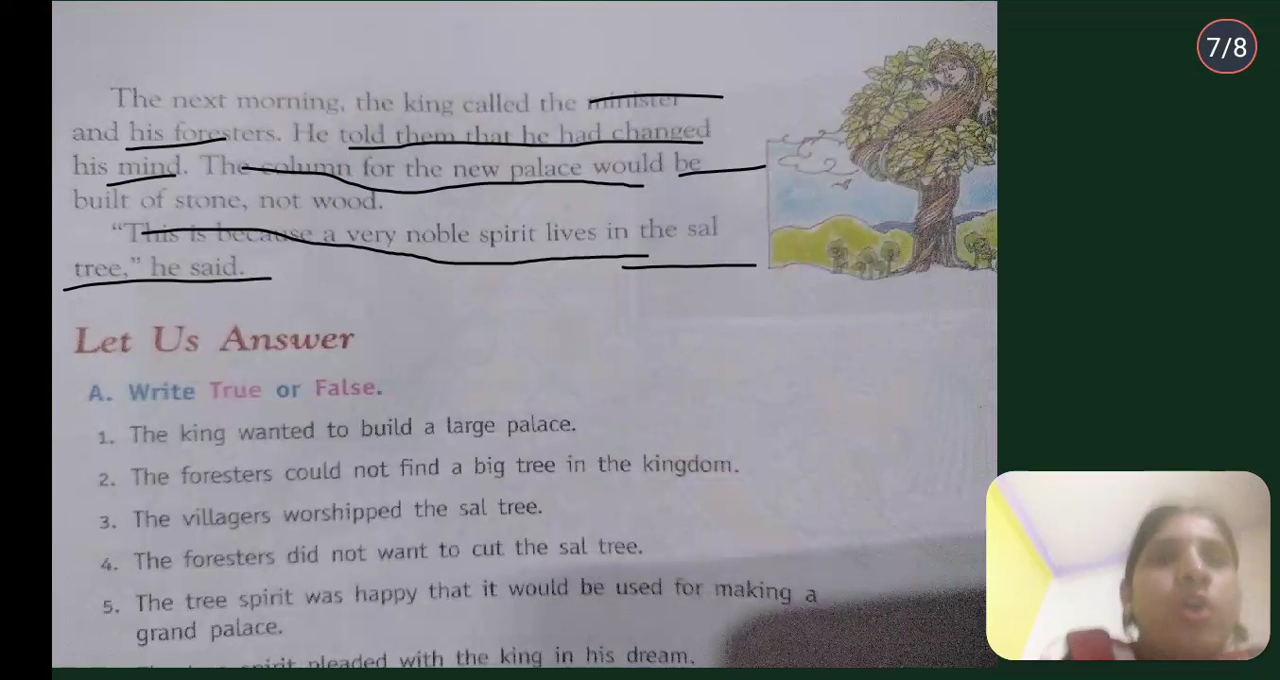 7/8
The next morning, the king called the minister
and his foresters. He told them that he had changed
his mind. The column for the new palace would be
built of stone, not wood.
“This is because a very noble spirit lives in the sal
tree,” he said.
Let Us Answer
A. Write True or False.
1. The king wanted to build a large palace.
2. The foresters could not find a big tree in the kingdom.
3. The villagers worshipped the sal tree.
4. The foresters did not want to cut the sal tree.
5. The tree spirit was happy that it would be used for making a
grand palace.
spirit pleaded with the king in his dream.